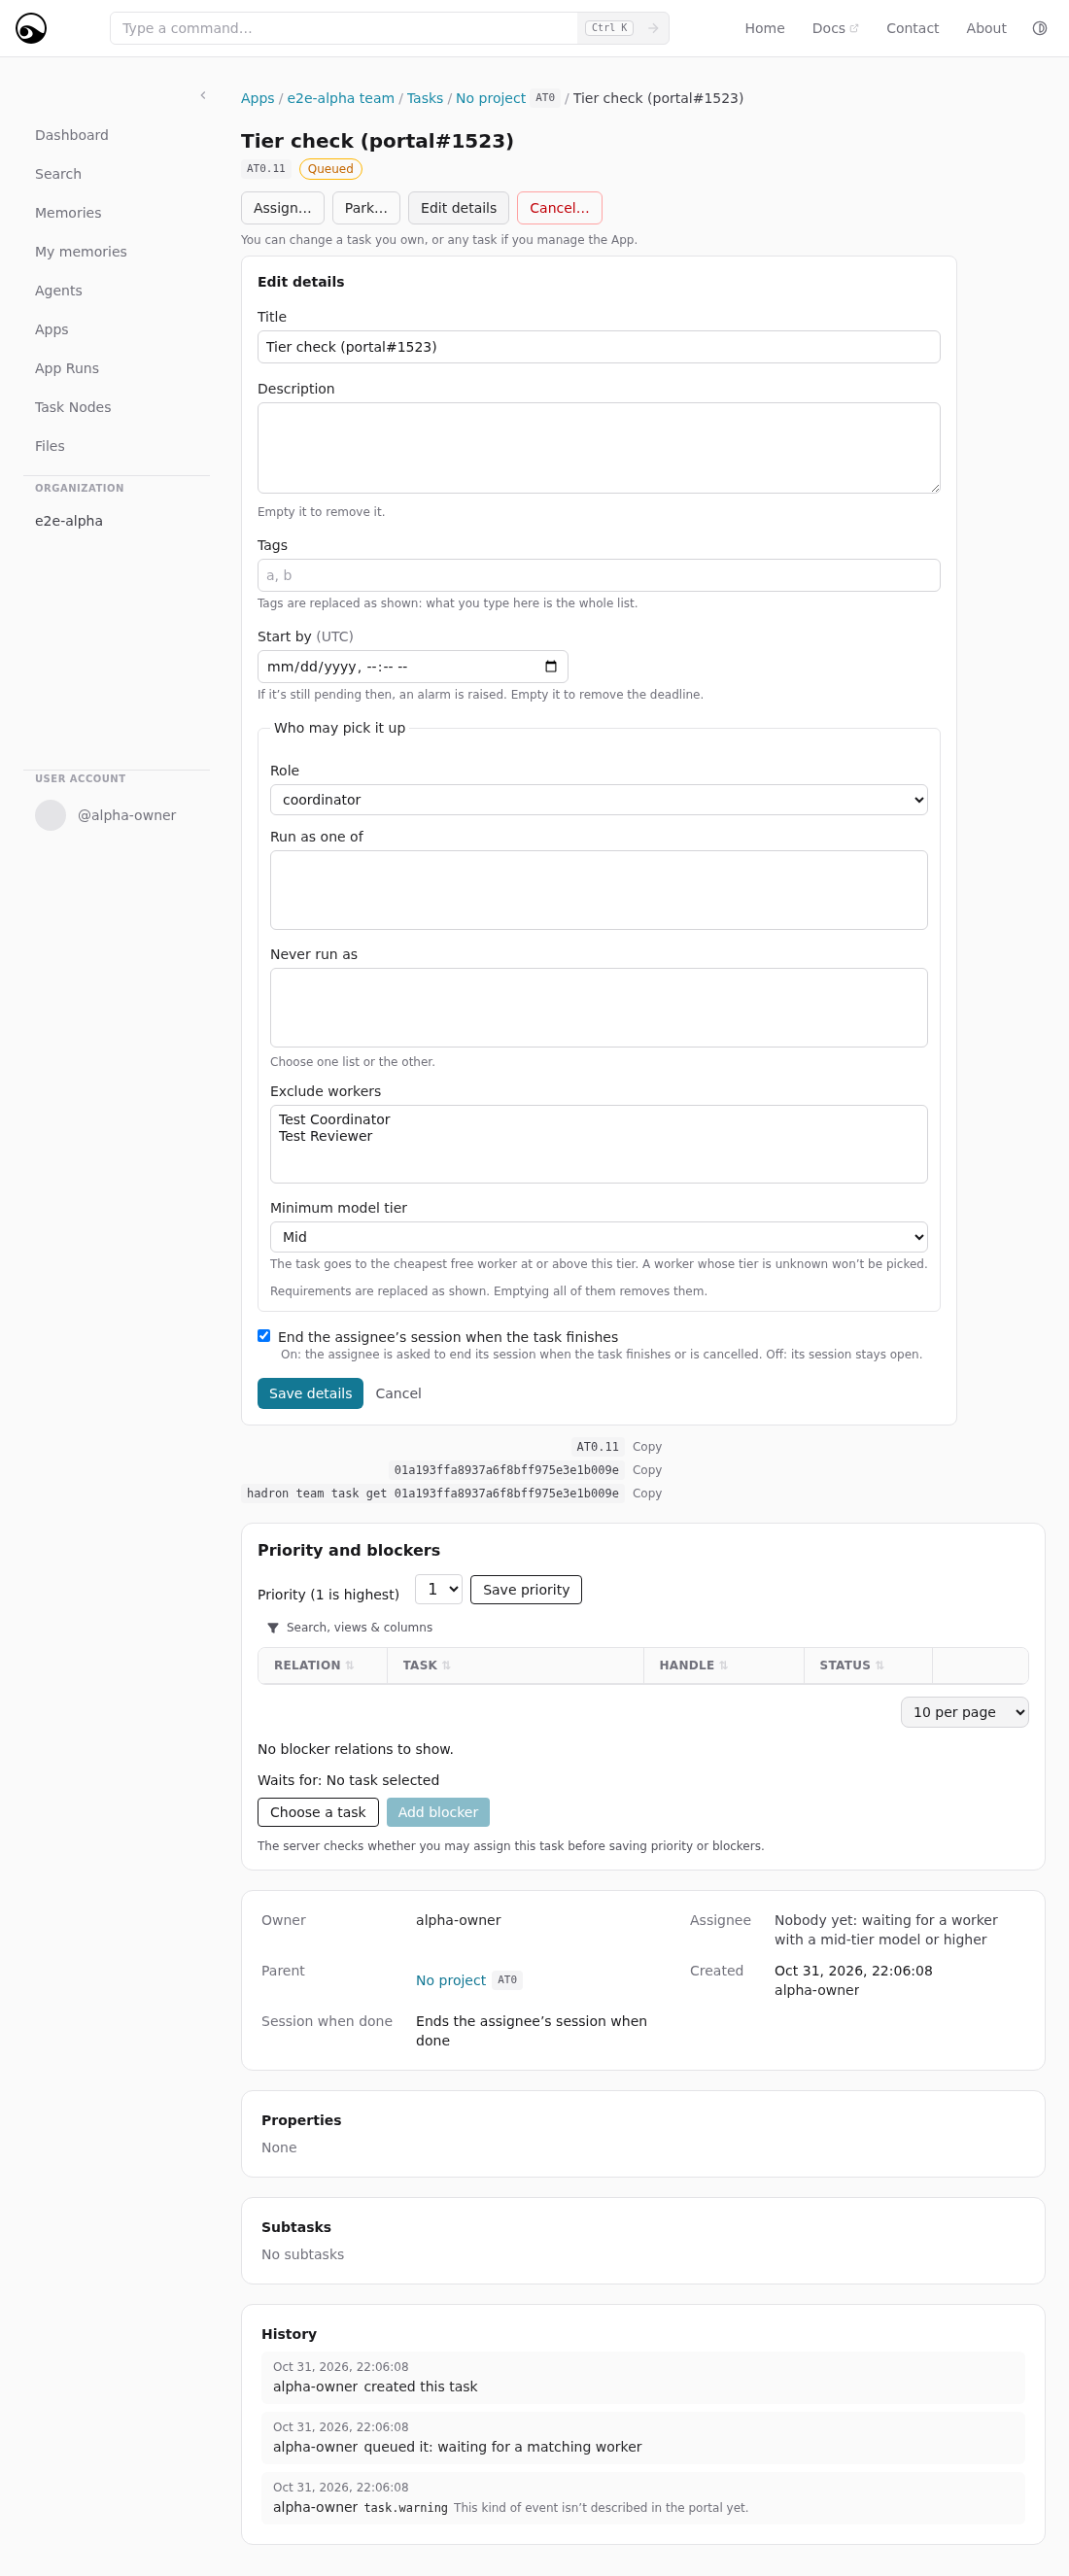 Type a command…
Ctrl K
Home
Docs
Contact
About
Dashboard
Search
Memories
My memories
Agents
Apps
App Runs
Task Nodes
Files
ORGANIZATION
e2e-alpha
USER ACCOUNT
@alpha-owner
Apps / e2e-alpha team / Tasks / No project AT0 / Tier check (portal#1523)
Tier check (portal#1523)
AT0.11 Queued
Assign…
Park…
Edit details
Cancel…
You can change a task you own, or any task if you manage the App.
Edit details
Title
Tier check (portal#1523)
Description
Empty it to remove it.
Tags
a, b
Tags are replaced as shown: what you type here is the whole list.
Start by (UTC)
mm/dd/yyyy, --:-- --
If it’s still pending then, an alarm is raised. Empty it to remove the deadline.
Who may pick it up
Role
coordinator
Run as one of
Never run as
Choose one list or the other.
Exclude workers
Test Coordinator
Test Reviewer
Minimum model tier
Mid
The task goes to the cheapest free worker at or above this tier. A worker whose tier is unknown won’t be picked.
Requirements are replaced as shown. Emptying all of them removes them.
End the assignee’s session when the task finishes
On: the assignee is asked to end its session when the task finishes or is cancelled. Off: its session stays open.
Save details
Cancel
AT0.11 Copy
01a193ffa8937a6f8bff975e3e1b009e Copy
hadron team task get 01a193ffa8937a6f8bff975e3e1b009e Copy
Priority and blockers
Priority (1 is highest) 1 Save priority
Search, views & columns
RELATION TASK HANDLE STATUS
10 per page
No blocker relations to show.
Waits for: No task selected
Choose a task
Add blocker
The server checks whether you may assign this task before saving priority or blockers.
Owner
alpha-owner
Assignee
Nobody yet: waiting for a worker
with a mid-tier model or higher
Parent
No project AT0
Created
Oct 31, 2026, 22:06:08
alpha-owner
Session when done
Ends the assignee’s session when
done
Properties
None
Subtasks
No subtasks
History
Oct 31, 2026, 22:06:08
alpha-owner created this task
Oct 31, 2026, 22:06:08
alpha-owner queued it: waiting for a matching worker
Oct 31, 2026, 22:06:08
alpha-owner task.warning This kind of event isn’t described in the portal yet.